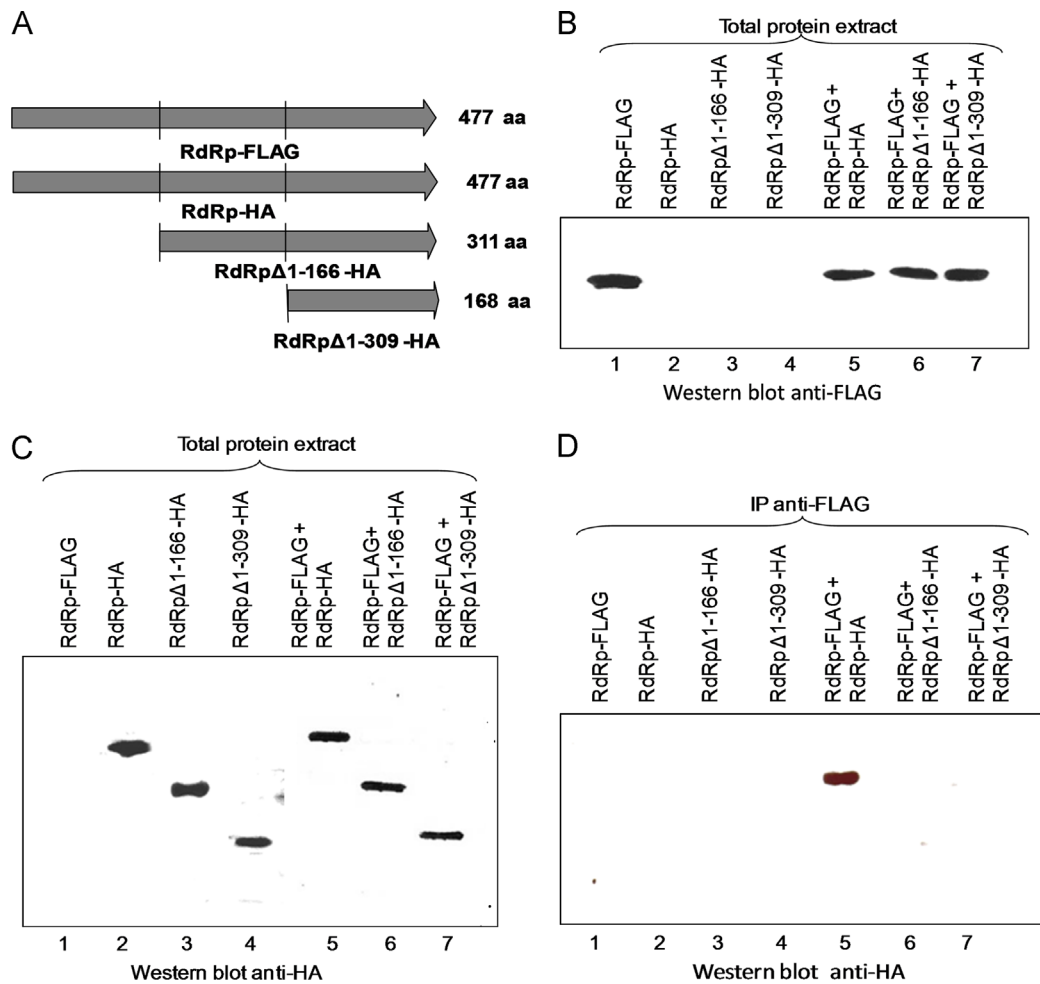 A
477 aa
RdRp-FLAG
477 aa
RdRp-HA
311 aa
RdRpΔ1-166-HA
168 aa
RdRpΔ1-309-HA
B
Total protein extract
RdRp-FLAG
RdRp-HA
RdRpΔ1-166-HA
RdRpΔ1-309-HA
RdRp-FLAG +
RdRp-HA
RdRp-FLAG+
RdRpΔ1-166-HA
RdRp-FLAG +
RdRpΔ1-309-HA
1 2 3 4 5 6 7
Western blot anti-FLAG
C
Total protein extract
RdRp-FLAG
RdRp-HA
RdRpΔ1-166-HA
RdRpΔ1-309-HA
RdRp-FLAG+
RdRp-HA
RdRp-FLAG+
RdRpΔ1-166-HA
RdRp-FLAG +
RdRpΔ1-309-HA
1 2 3 4 5 6 7
Western blot anti-HA
D
IP anti-FLAG
RdRp-FLAG
RdRp-HA
RdRpΔ1-166-HA
RdRpΔ1-309-HA
RdRp-FLAG+
RdRp-HA
RdRp-FLAG+
RdRpΔ1-166-HA
RdRp-FLAG +
RdRpΔ1-309-HA
1 2 3 4 5 6 7
Western blot anti-HA